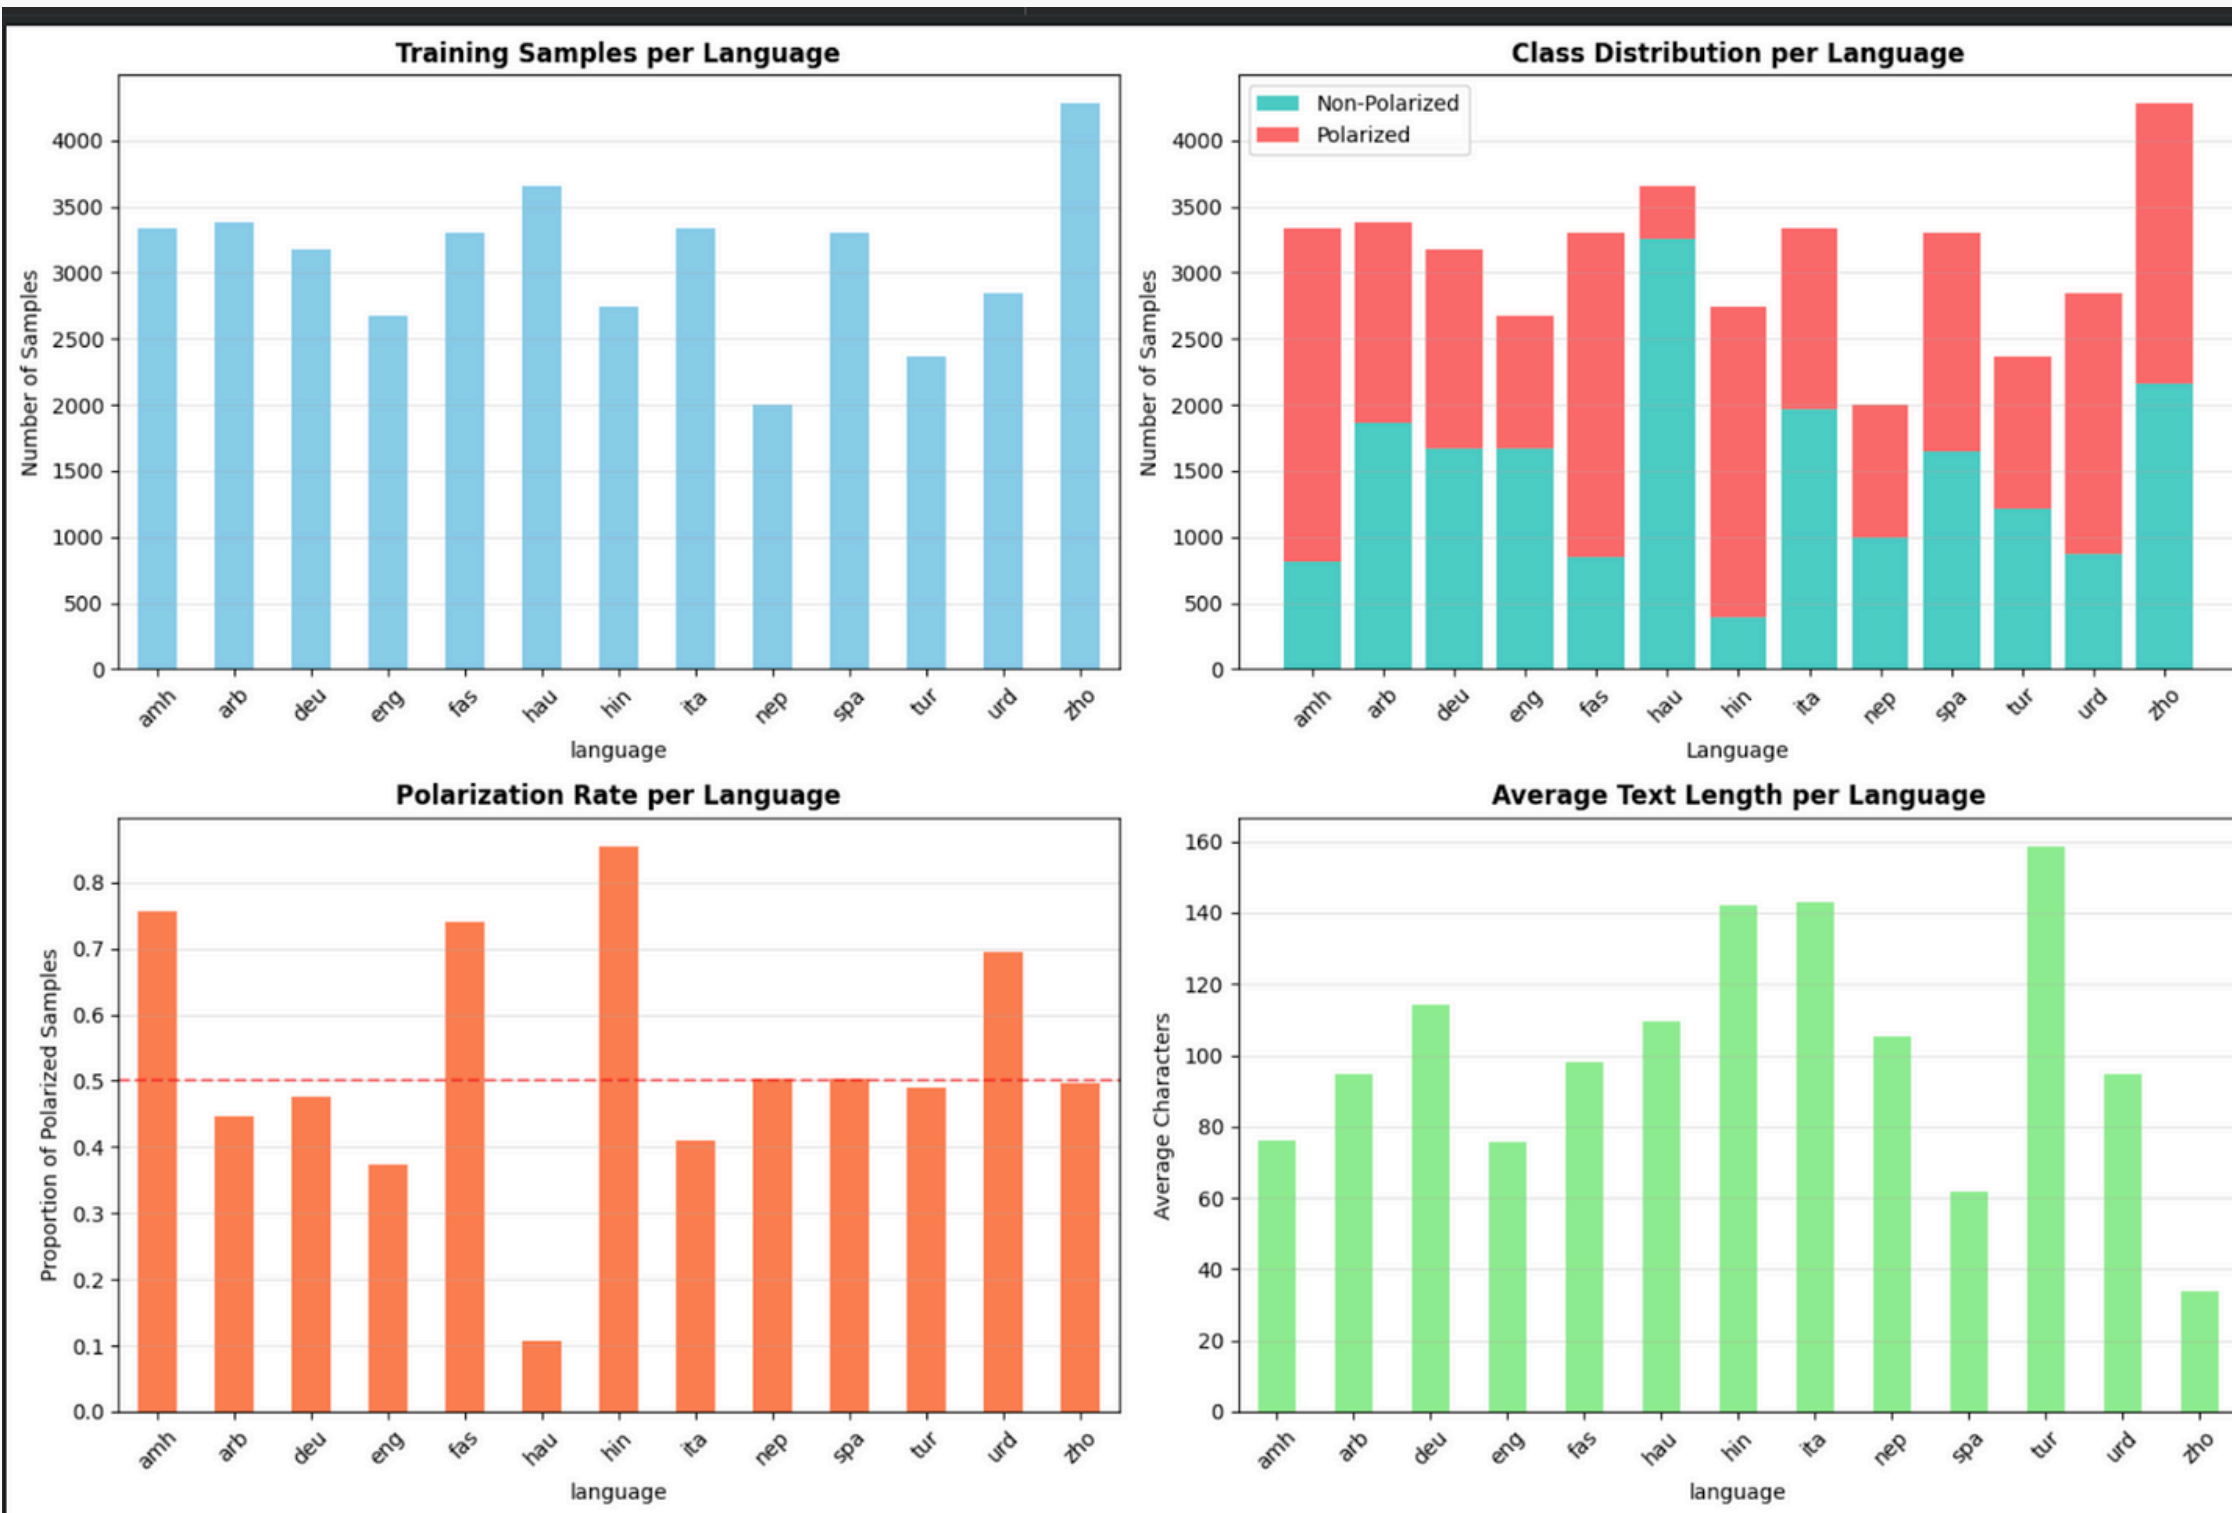 Training Samples per Language
Number of Samples
4000
3500
3000
2500
2000
1500
1000
500
0
amh arb deu eng fas hau hin ita nep spa tur urd zho
language
Class Distribution per Language
Non-Polarized
Polarized
Number of Samples
4000
3500
3000
2500
2000
1500
1000
500
0
amh arb deu eng fas hau hin ita nep spa tur urd zho
Language
Polarization Rate per Language
Proportion of Polarized Samples
0.8
0.7
0.6
0.5
0.4
0.3
0.2
0.1
0.0
amh arb deu eng fas hau hin ita nep spa tur urd zho
language
Average Text Length per Language
Average Characters
160
140
120
100
80
60
40
20
0
amh arb deu eng fas hau hin ita nep spa tur urd zho
language